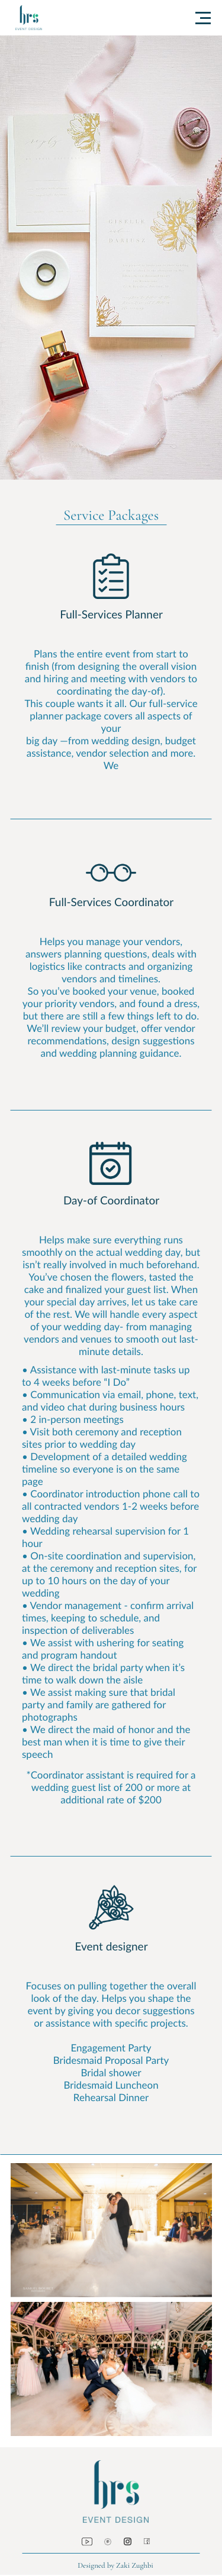 hrs
EVENT DESIGN
Service Packages
Full-Services Planner
Plans the entire event from start to
finish (from designing the overall vision
and hiring and meeting with vendors to
coordinating the day-of).
This couple wants it all. Our full-service
planner package covers all aspects of
your
big day —from wedding design, budget
assistance, vendor selection and more.
We
Full-Services Coordinator
Helps you manage your vendors,
answers planning questions, deals with
logistics like contracts and organizing
vendors and timelines.
So you've booked your venue, booked
your priority vendors, and found a dress,
but there are still a few things left to do.
We'll review your budget, offer vendor
recommendations, design suggestions
and wedding planning guidance.
Day-of Coordinator
Helps make sure everything runs
smoothly on the actual wedding day, but
isn't really involved in much beforehand.
You've chosen the flowers, tasted the
cake and finalized your guest list. When
your special day arrives, let us take care
of the rest. We will handle every aspect
of your wedding day- from managing
vendors and venues to smooth out last-
minute details.
• Assistance with last-minute tasks up
to 4 weeks before "I Do"
• Communication via email, phone, text,
and video chat during business hours
• 2 in-person meetings
• Visit both ceremony and reception
sites prior to wedding day
• Development of a detailed wedding
timeline so everyone is on the same
page
• Coordinator introduction phone call to
all contracted vendors 1-2 weeks before
wedding day
• Wedding rehearsal supervision for 1
hour
• On-site coordination and supervision,
at the ceremony and reception sites, for
up to 10 hours on the day of your
wedding
• Vendor management - confirm arrival
times, keeping to schedule, and
inspection of deliverables
• We assist with ushering for seating
and program handout
• We direct the bridal party when it's
time to walk down the aisle
• We assist making sure that bridal
party and family are gathered for
photographs
• We direct the maid of honor and the
best man when it is time to give their
speech
*Coordinator assistant is required for a
wedding guest list of 200 or more at
additional rate of $200
Event designer
Focuses on pulling together the overall
look of the day. Helps you shape the
event by giving you decor suggestions
or assistance with specific projects.
Engagement Party
Bridesmaid Proposal Party
Bridal shower
Bridesmaid Luncheon
Rehearsal Dinner
hrs
EVENT DESIGN
Designed by Zaki Zughbi